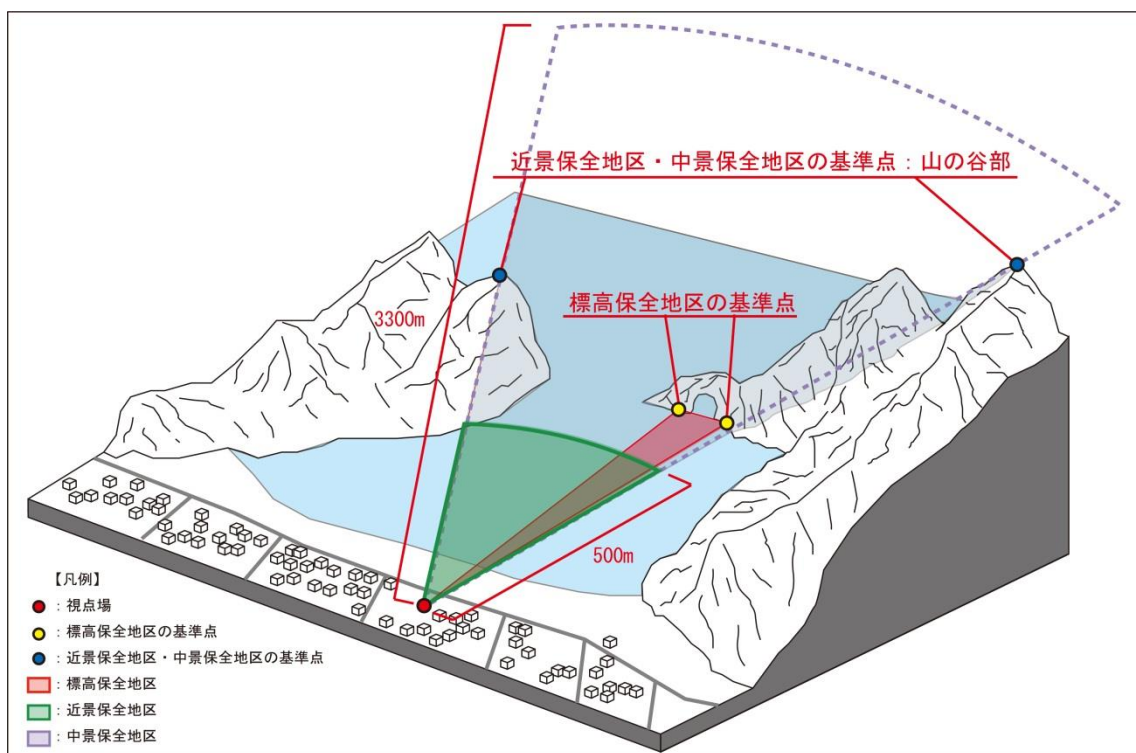 近景保全地区・中景保全地区の基準点：山の谷部
標高保全地区の基準点
3300m
500m
【凡例】
：視点場
：標高保全地区の基準点
：近景保全地区・中景保全地区の基準点
：標高保全地区
：近景保全地区
：中景保全地区